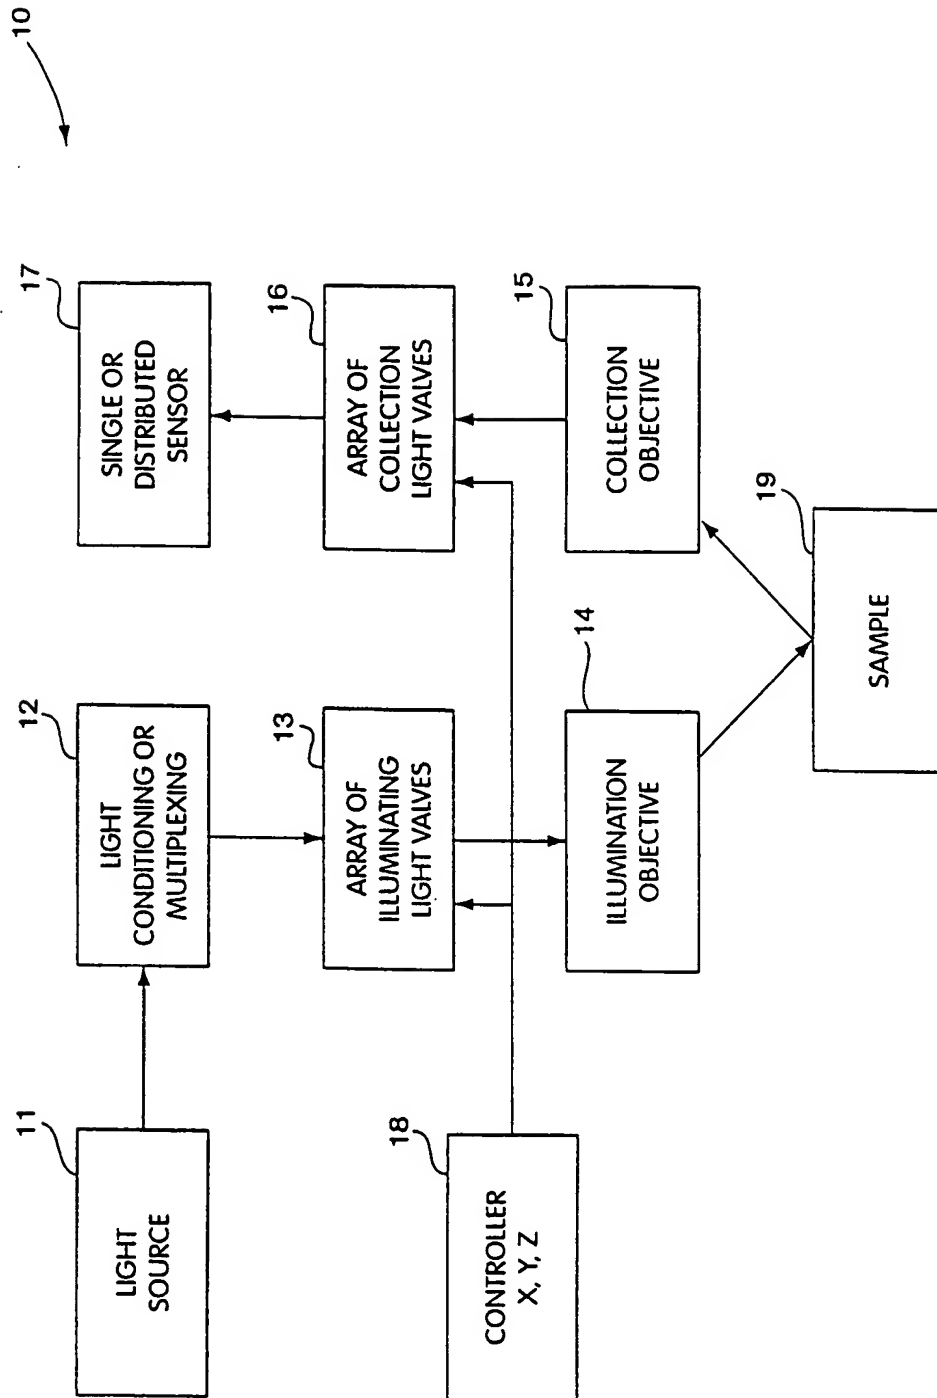 10
11
LIGHT
SOURCE
12
LIGHT
CONDITIONING OR
MULTIPLEXING
17
SINGLE OR
DISTRIBUTED
SENSOR
13
ARRAY OF
ILLUMINATING
LIGHT VALVES
16
ARRAY OF
COLLECTION
LIGHT VALVES
18
CONTROLLER
X, Y, Z
14
ILLUMINATION
OBJECTIVE
15
COLLECTION
OBJECTIVE
19
SAMPLE